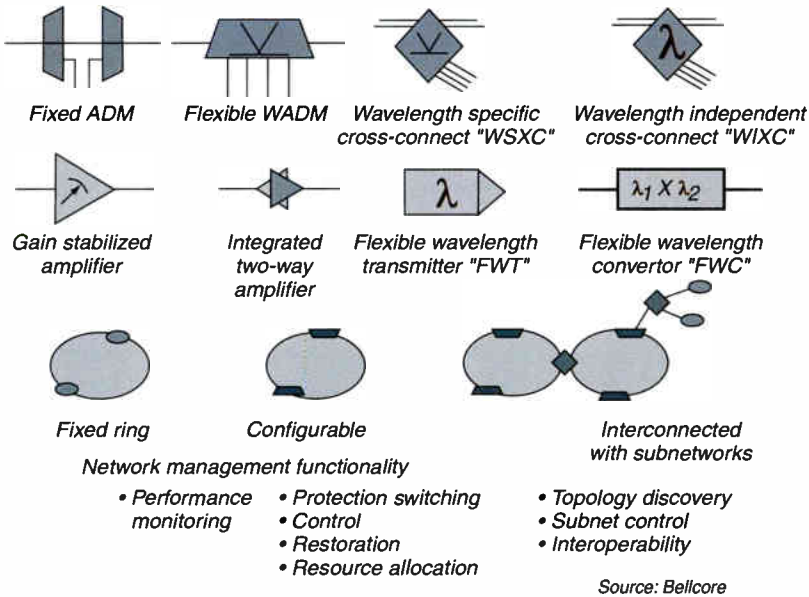 λ
Fixed ADM
Flexible WADM
Wavelength specific
cross-connect "WSXC"
Wavelength independent
cross-connect "WIXC"
λ
λ1 X λ2
Gain stabilized
amplifier
Integrated
two-way
amplifier
Flexible wavelength
transmitter "FWT"
Flexible wavelength
convertor "FWC"
Fixed ring
Configurable
Interconnected
with subnetworks
Network management functionality
• Performance
monitoring
• Protection switching
• Control
• Restoration
• Resource allocation
• Topology discovery
• Subnet control
• Interoperability
Source: Bellcore